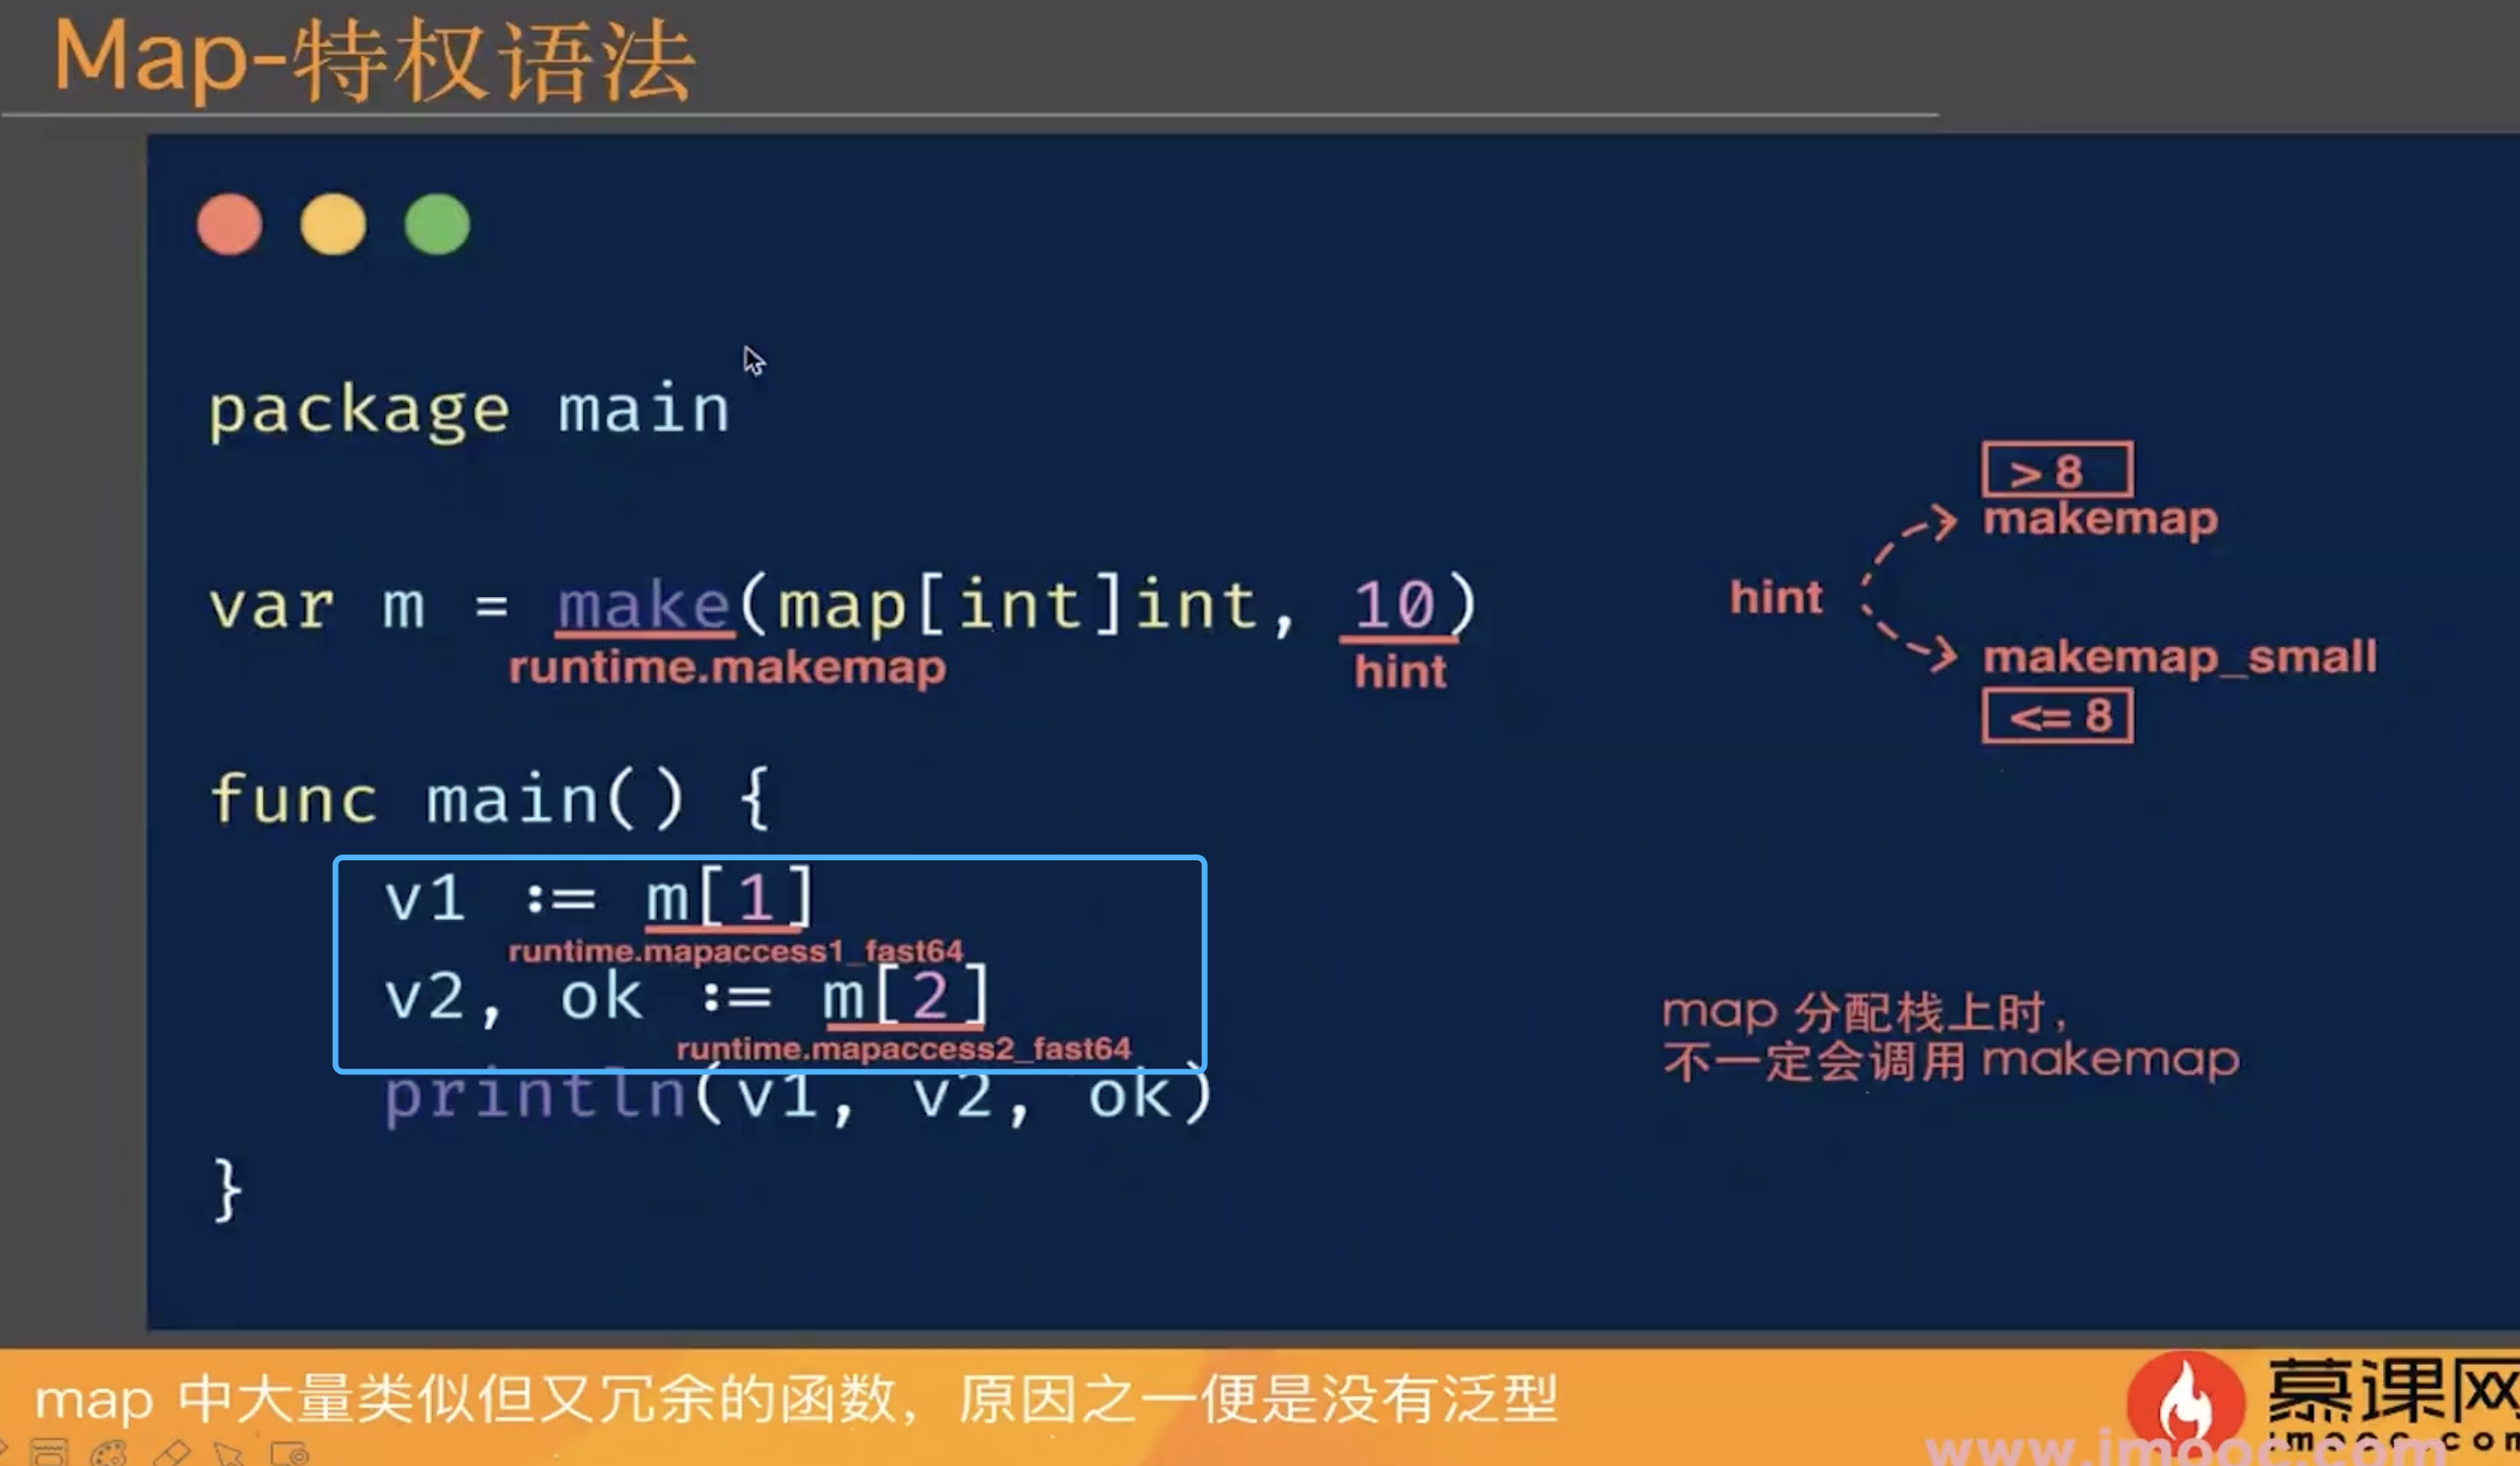 Map-特权语法
package main
> 8
makemap
var m = make(map[int]int, 10)
hint
runtime.makemap
hint
makemap_small
<= 8
func main() {
v1 := m[1]
runtime.mapaccess1_fast64
v2, ok := m[2]
runtime.mapaccess2_fast64
map 分配栈上时，
不一定会调用 makemap
println(v1, v2, ok)
}
map 中大量类似但又冗余的函数，原因之一便是没有泛型
慕课网
imooc.com
www.imooc.com